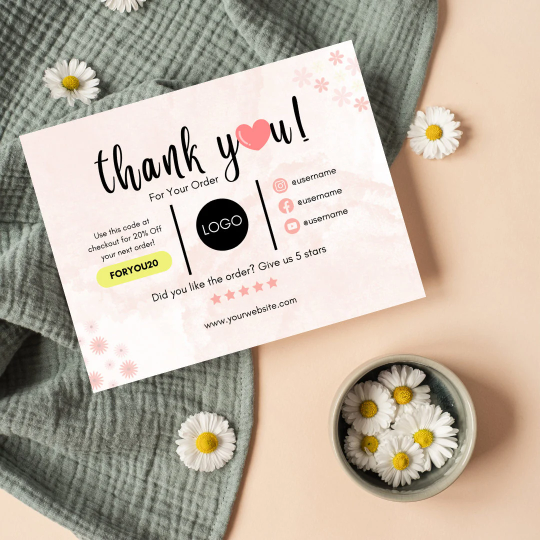 thank you!
For Your Order
Use this code at
checkout for 20% Off
your next order!
FORYOU20
LOGO
@username
@username
@username
Did you like the order? Give us 5 stars
www.yourwebsite.com